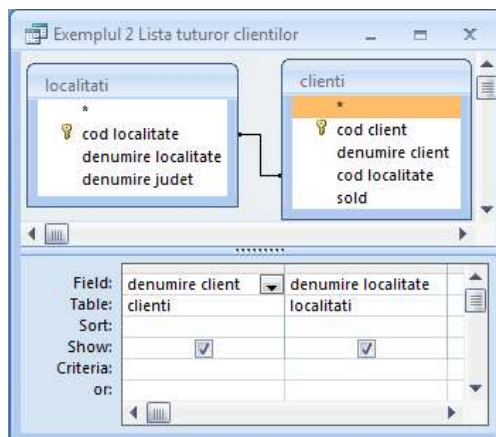 Exemplul 2 Lista tuturor clientilor
localitati
*
cod localitate
denumire localitate
denumire judet
clienti
*
cod client
denumire client
cod localitate
sold
Field: denumire client denumire localitate
Table: clienti localitati
Sort:
Show:
Criteria:
or: